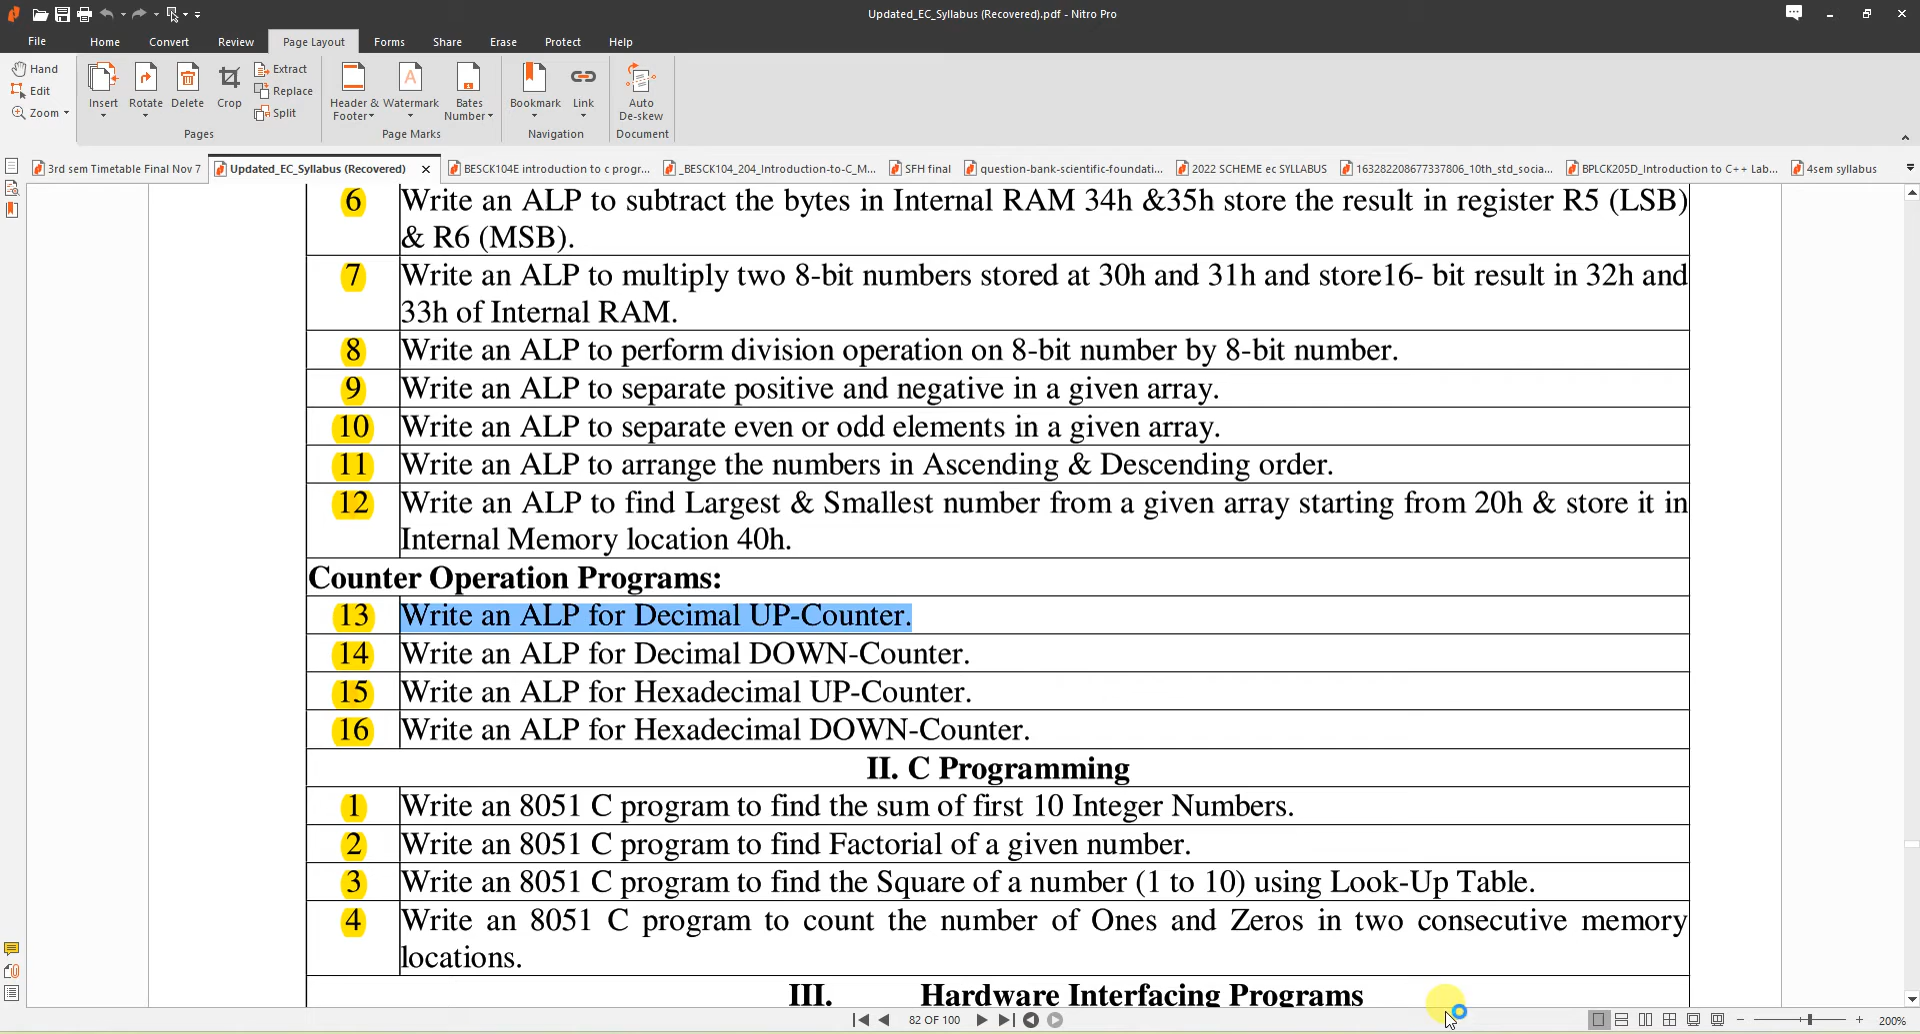 Updated_EC_Syllabus (Recovered).pdf - Nitro Pro
File Home Convert Review Page Layout Forms Share Erase Protect Help
Hand
Edit
Zoom
Insert Rotate Delete Crop
Extract
Replace
Split
Pages
Header & Footer Watermark Bates Number
Page Marks
Bookmark Link
Navigation
Auto De-skew
Document
3rd sem Timetable Final Nov 7 Updated_EC_Syllabus (Recovered) BESCK104E introduction to c progr... _BESCK104_204_Introduction-to-C_M... SFH final question-bank-scientific-foundati... 2022 SCHEME ec SYLLABUS 163282208677337806_10th_std_socia... BPLCK205D_Introduction to C++ Lab... 4sem syllabus
6 Write an ALP to subtract the bytes in Internal RAM 34h &35h store the result in register R5 (LSB)
& R6 (MSB).
7 Write an ALP to multiply two 8-bit numbers stored at 30h and 31h and store16- bit result in 32h and
33h of Internal RAM.
8 Write an ALP to perform division operation on 8-bit number by 8-bit number.
9 Write an ALP to separate positive and negative in a given array.
10 Write an ALP to separate even or odd elements in a given array.
11 Write an ALP to arrange the numbers in Ascending & Descending order.
12 Write an ALP to find Largest & Smallest number from a given array starting from 20h & store it in
Internal Memory location 40h.
Counter Operation Programs:
13 Write an ALP for Decimal UP-Counter.
14 Write an ALP for Decimal DOWN-Counter.
15 Write an ALP for Hexadecimal UP-Counter.
16 Write an ALP for Hexadecimal DOWN-Counter.
II. C Programming
1 Write an 8051 C program to find the sum of first 10 Integer Numbers.
2 Write an 8051 C program to find Factorial of a given number.
3 Write an 8051 C program to find the Square of a number (1 to 10) using Look-Up Table.
4 Write an 8051 C program to count the number of Ones and Zeros in two consecutive memory
locations.
III. Hardware Interfacing Programs
82 OF 100
200%